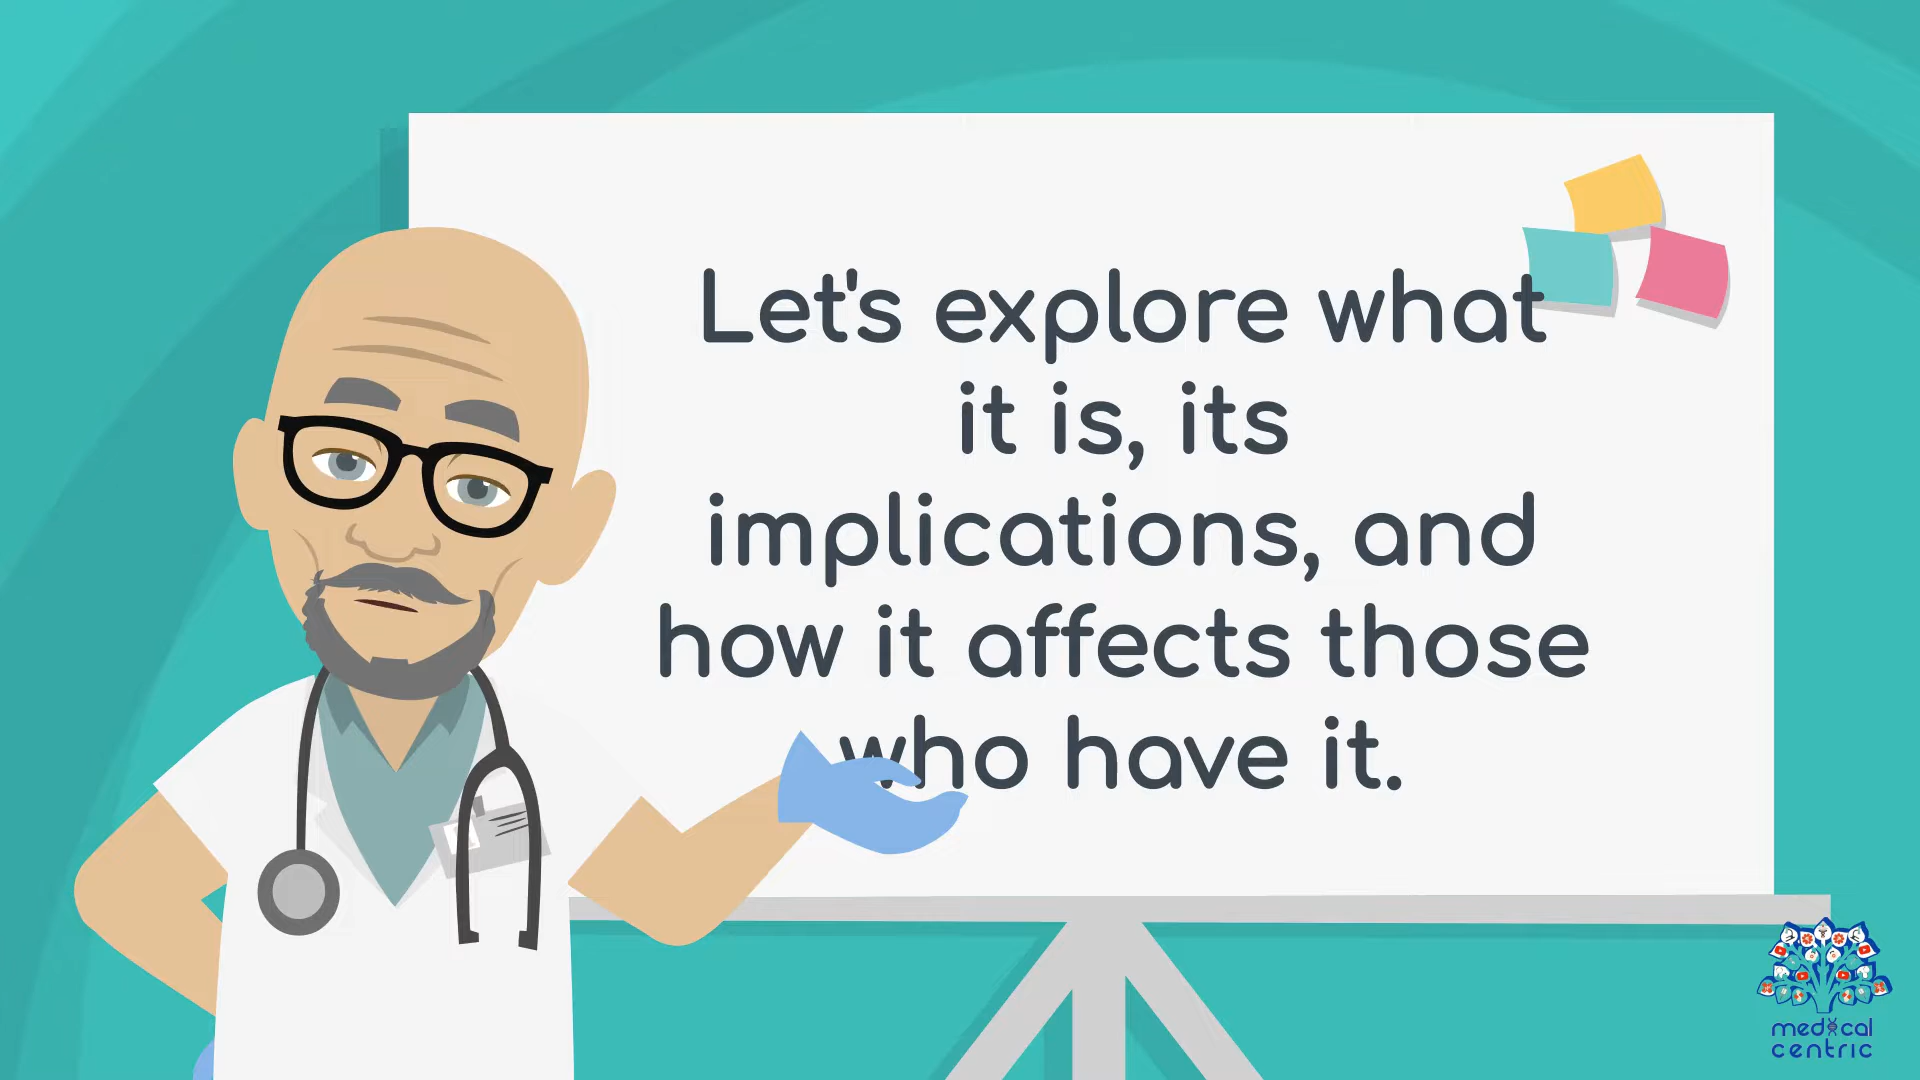 Let's explore what
it is, its
implications, and
how it affects those
who have it.
medical
centric